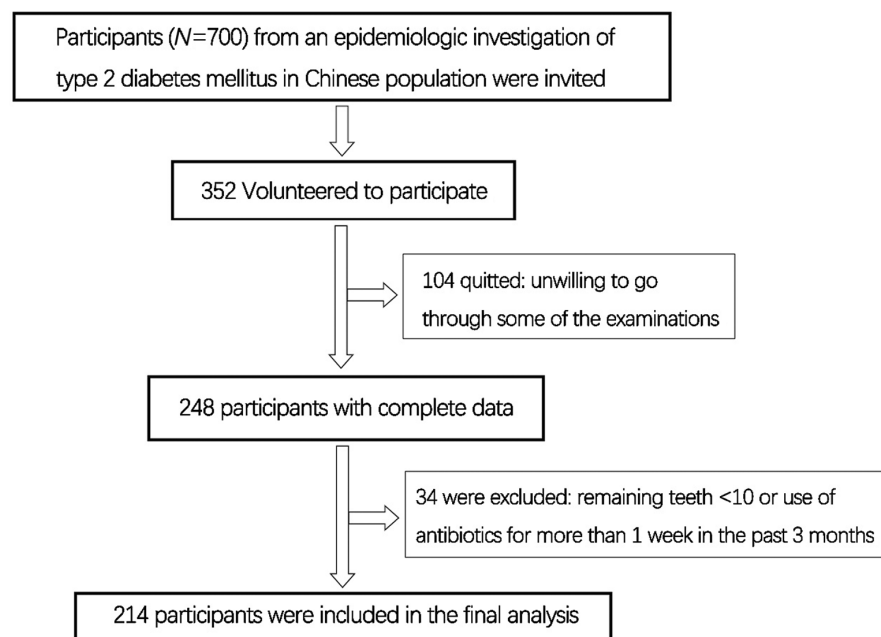 Participants (N=700) from an epidemiologic investigation of
type 2 diabetes mellitus in Chinese population were invited
352 Volunteered to participate
104 quitted: unwilling to go
through some of the examinations
248 participants with complete data
34 were excluded: remaining teeth <10 or use of
antibiotics for more than 1 week in the past 3 months
214 participants were included in the final analysis